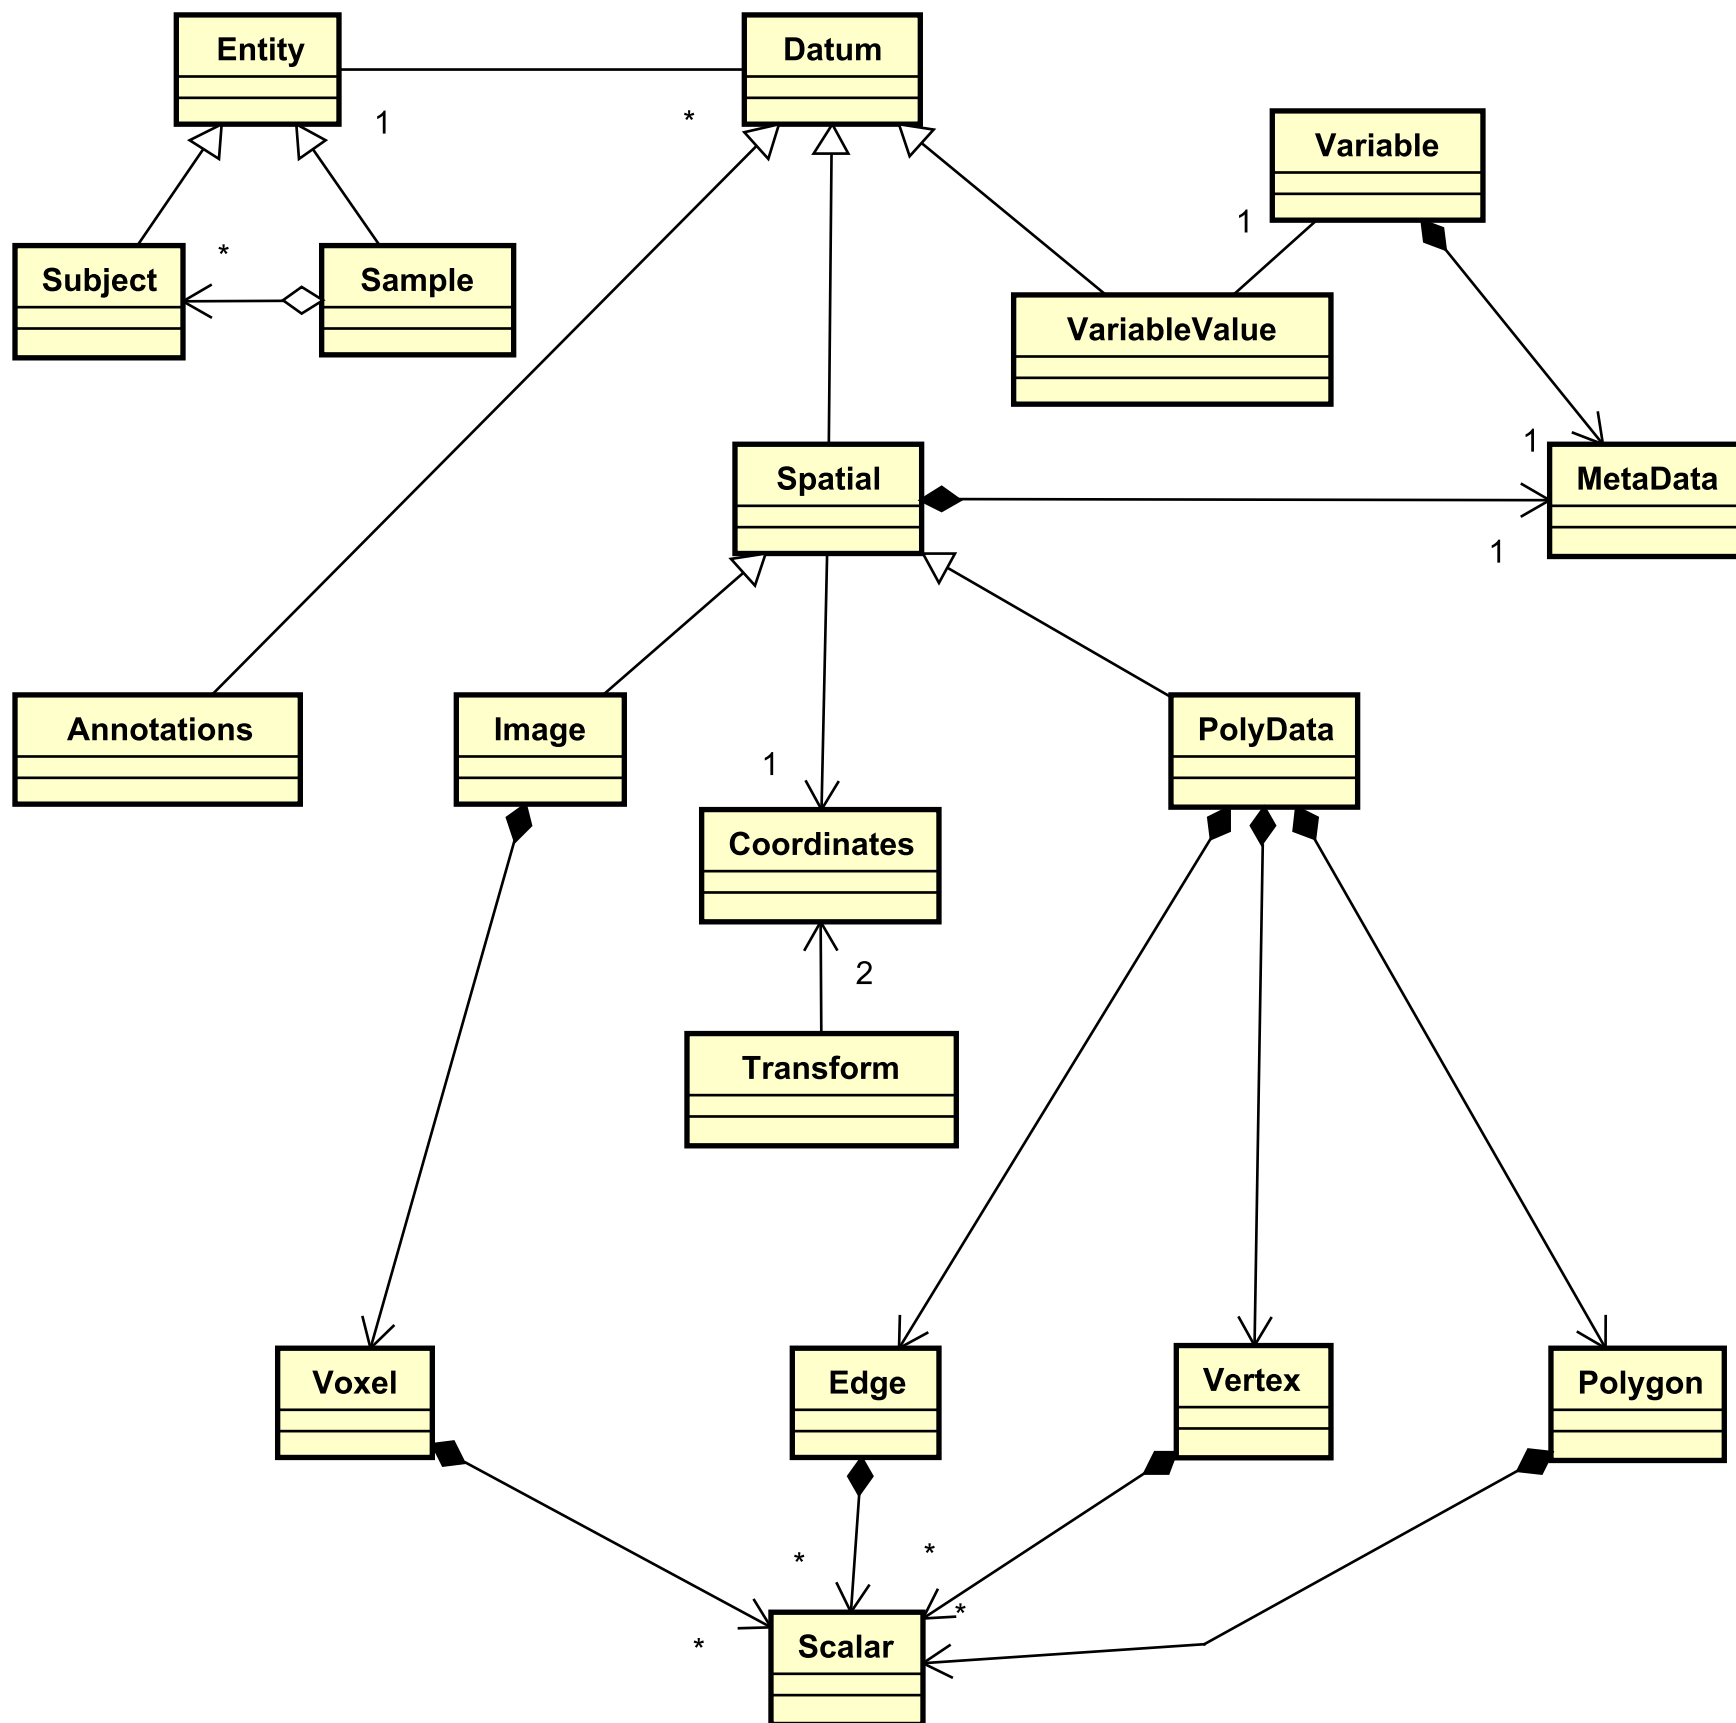 Entity
Datum
1
*
Variable
1
Subject
*
Sample
VariableValue
1
Spatial
MetaData
1
Annotations
Image
PolyData
1
Coordinates
2
Transform
Voxel
Edge
Vertex
Polygon
*
*
*
*
Scalar